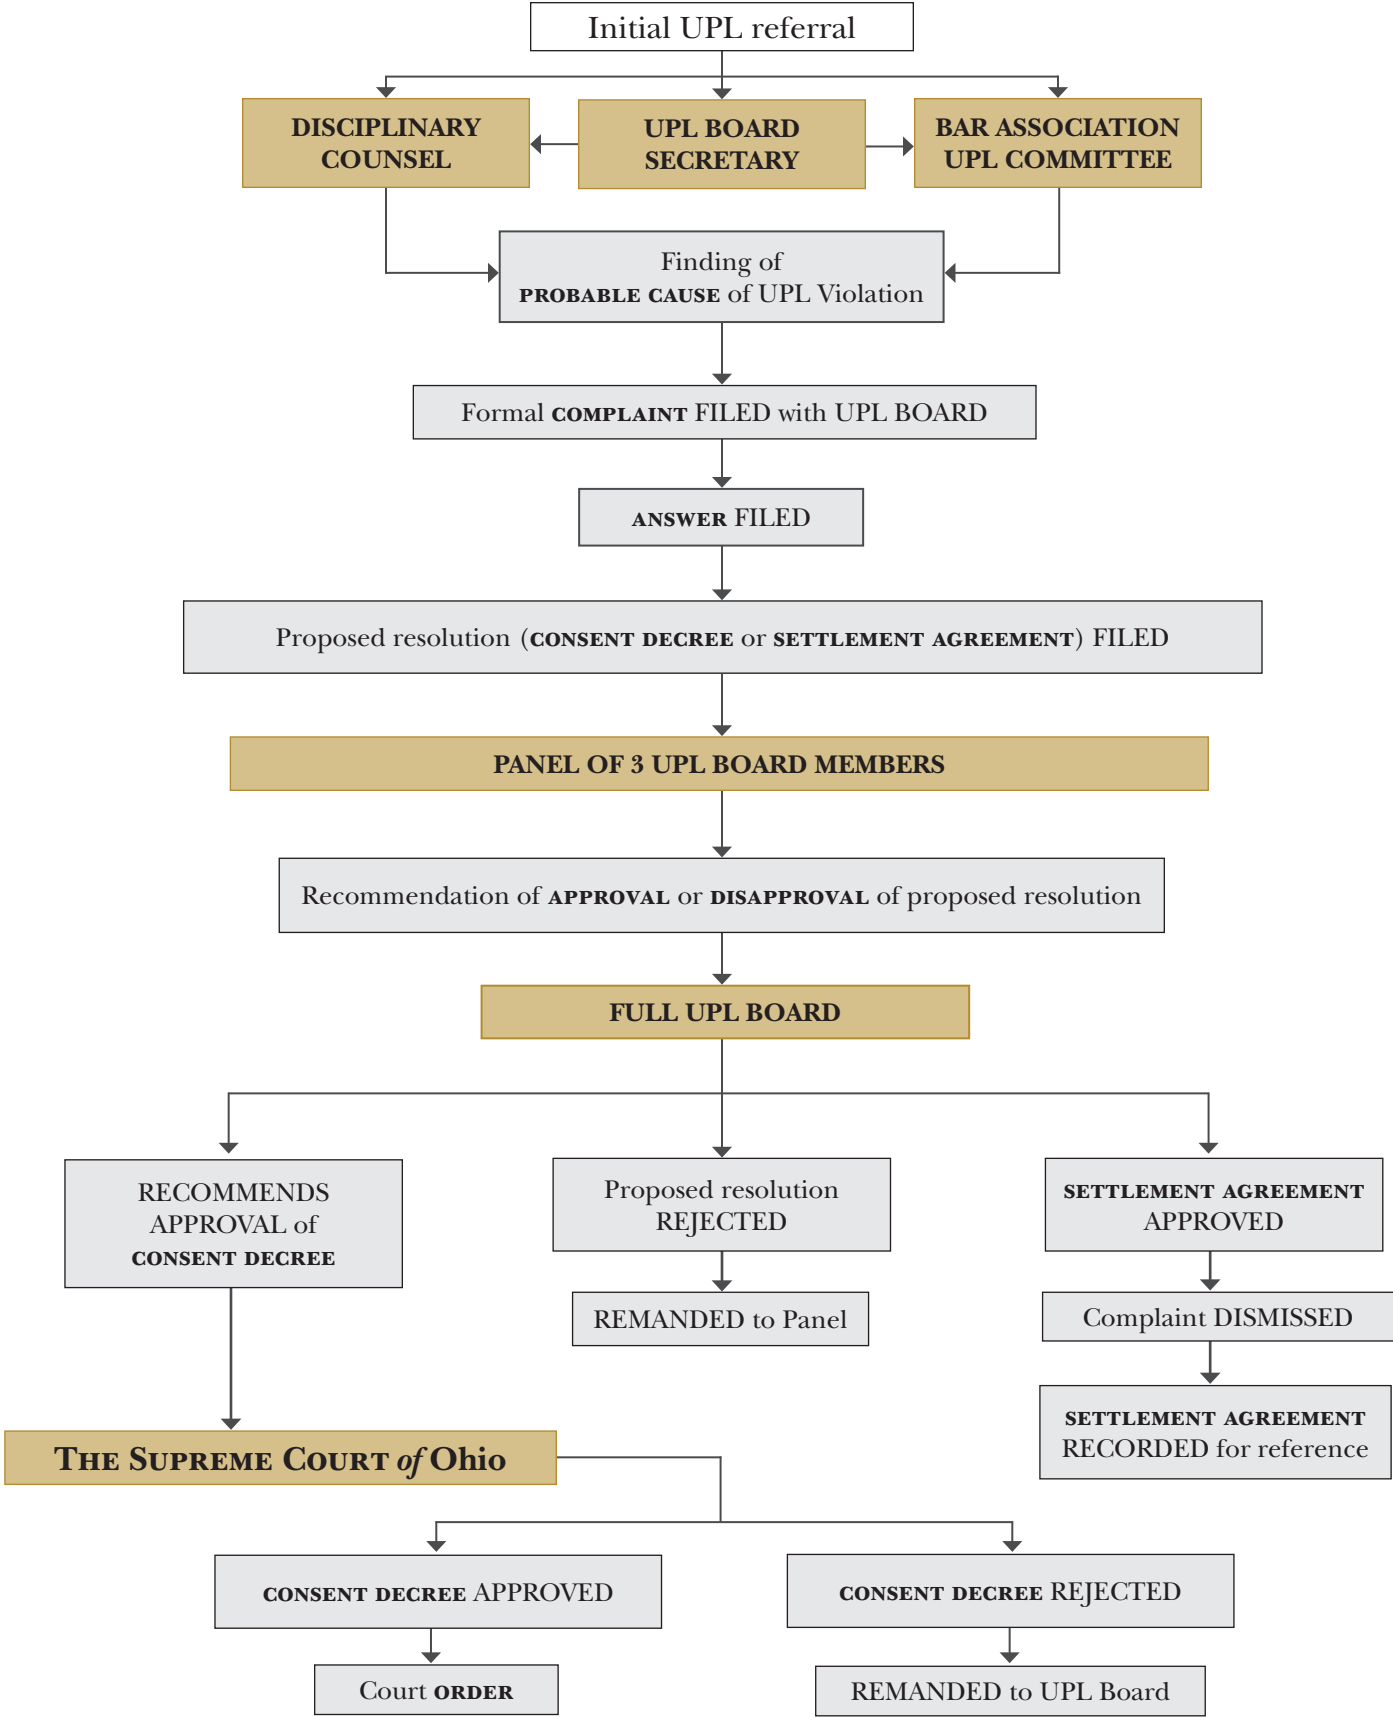 Initial UPL referral
DISCIPLINARY
COUNSEL
UPL BOARD
SECRETARY
BAR ASSOCIATION
UPL COMMITTEE
Finding of
PROBABLE CAUSE of UPL Violation
Formal COMPLAINT FILED with UPL BOARD
ANSWER FILED
Proposed resolution (CONSENT DECREE or SETTLEMENT AGREEMENT) FILED
PANEL OF 3 UPL BOARD MEMBERS
Recommendation of APPROVAL or DISAPPROVAL of proposed resolution
FULL UPL BOARD
RECOMMENDS
APPROVAL of
CONSENT DECREE
Proposed resolution
REJECTED
SETTLEMENT AGREEMENT
APPROVED
REMANDED to Panel
Complaint DISMISSED
SETTLEMENT AGREEMENT
RECORDED for reference
THE SUPREME COURT of Ohio
CONSENT DECREE APPROVED
CONSENT DECREE REJECTED
Court ORDER
REMANDED to UPL Board